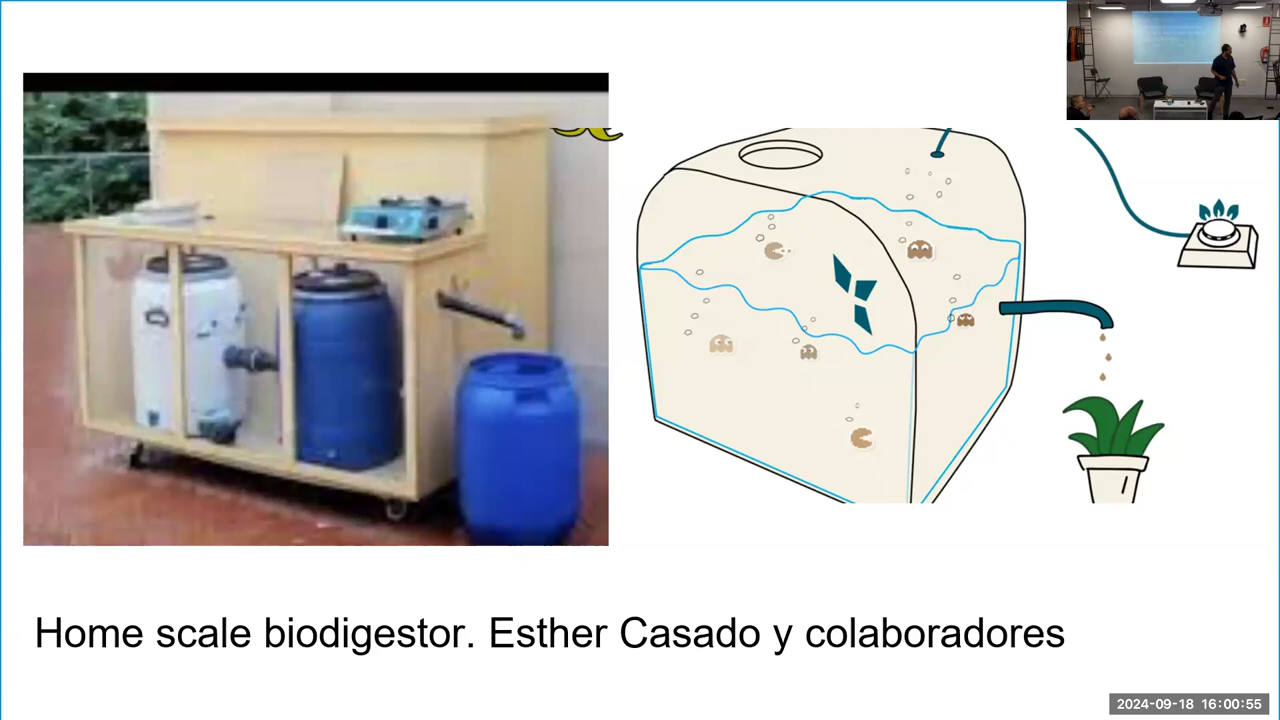 Home scale biodigestor. Esther Casado y colaboradores
2024-09-18 16:00:55